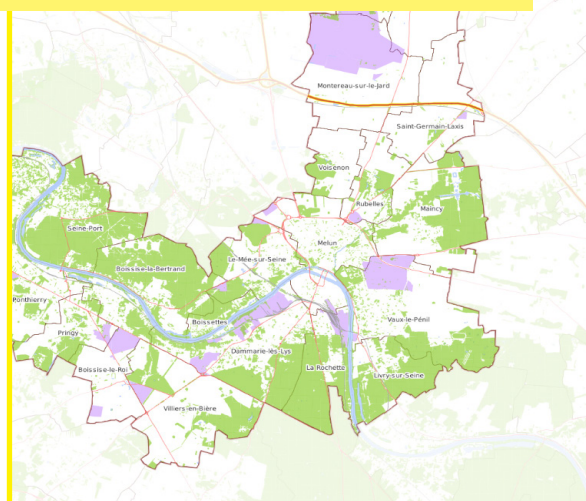 Montereau-sur-le-Jard
Saint-Germain-Laxis
Voisenon
Rubelles
Maincy
Seine-Port
Melun
Le-Mée-sur-Seine
Boissise-la-Bertrand
Ponthierry
Boissettes
Vaux-le-Pénil
Pringy
Dammarie-lès-Lys
Boissise-le-Roi
La Rochette
Livry-sur-Seine
Villiers-en-Bière